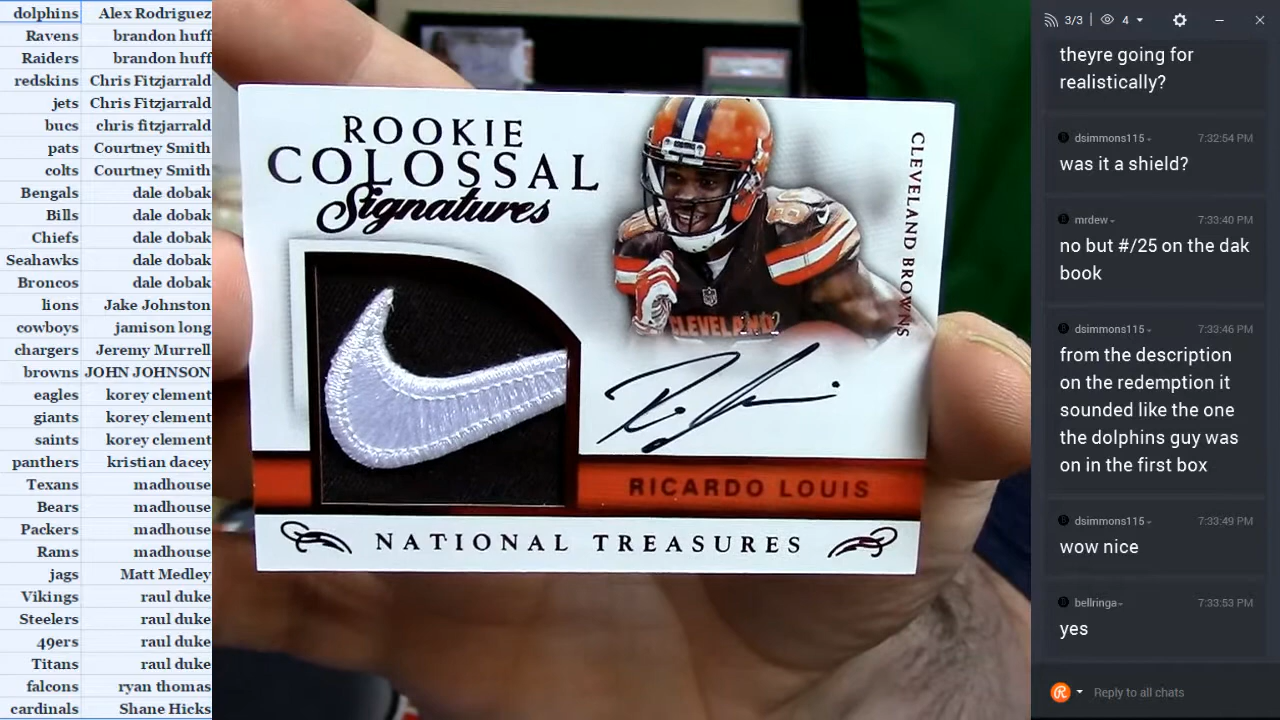 dolphins Alex Rodriguez
Ravens brandon huff
Raiders brandon huff
redskins Chris Fitzjarrald
jets Chris Fitzjarrald
bucs chris fitzjarrald
pats Courtney Smith
colts Courtney Smith
Bengals dale dobak
Bills dale dobak
Chiefs dale dobak
Seahawks dale dobak
Broncos dale dobak
lions Jake Johnston
cowboys jamison long
chargers Jeremy Murrell
browns JOHN JOHNSON
eagles korey clement
giants korey clement
saints korey clement
panthers kristian dacey
Texans madhouse
Bears madhouse
Packers madhouse
Rams madhouse
jags Matt Medley
Vikings raul duke
Steelers raul duke
49ers raul duke
Titans raul duke
falcons ryan thomas
cardinals Shane Hicks
ROOKIE
COLOSSAL
Signatures
CLEVELAND BROWNS
CLEVELAND
RICARDO LOUIS
NATIONAL TREASURES
3/3 4
theyre going for
realistically?
dsimmons115 7:32:54 PM
was it a shield?
mrdew 7:33:40 PM
no but #/25 on the dak
book
dsimmons115 7:33:46 PM
from the description
on the redemption it
sounded like the one
the dolphins guy was
on in the first box
dsimmons115 7:33:49 PM
wow nice
bellringa 7:33:53 PM
yes
Reply to all chats